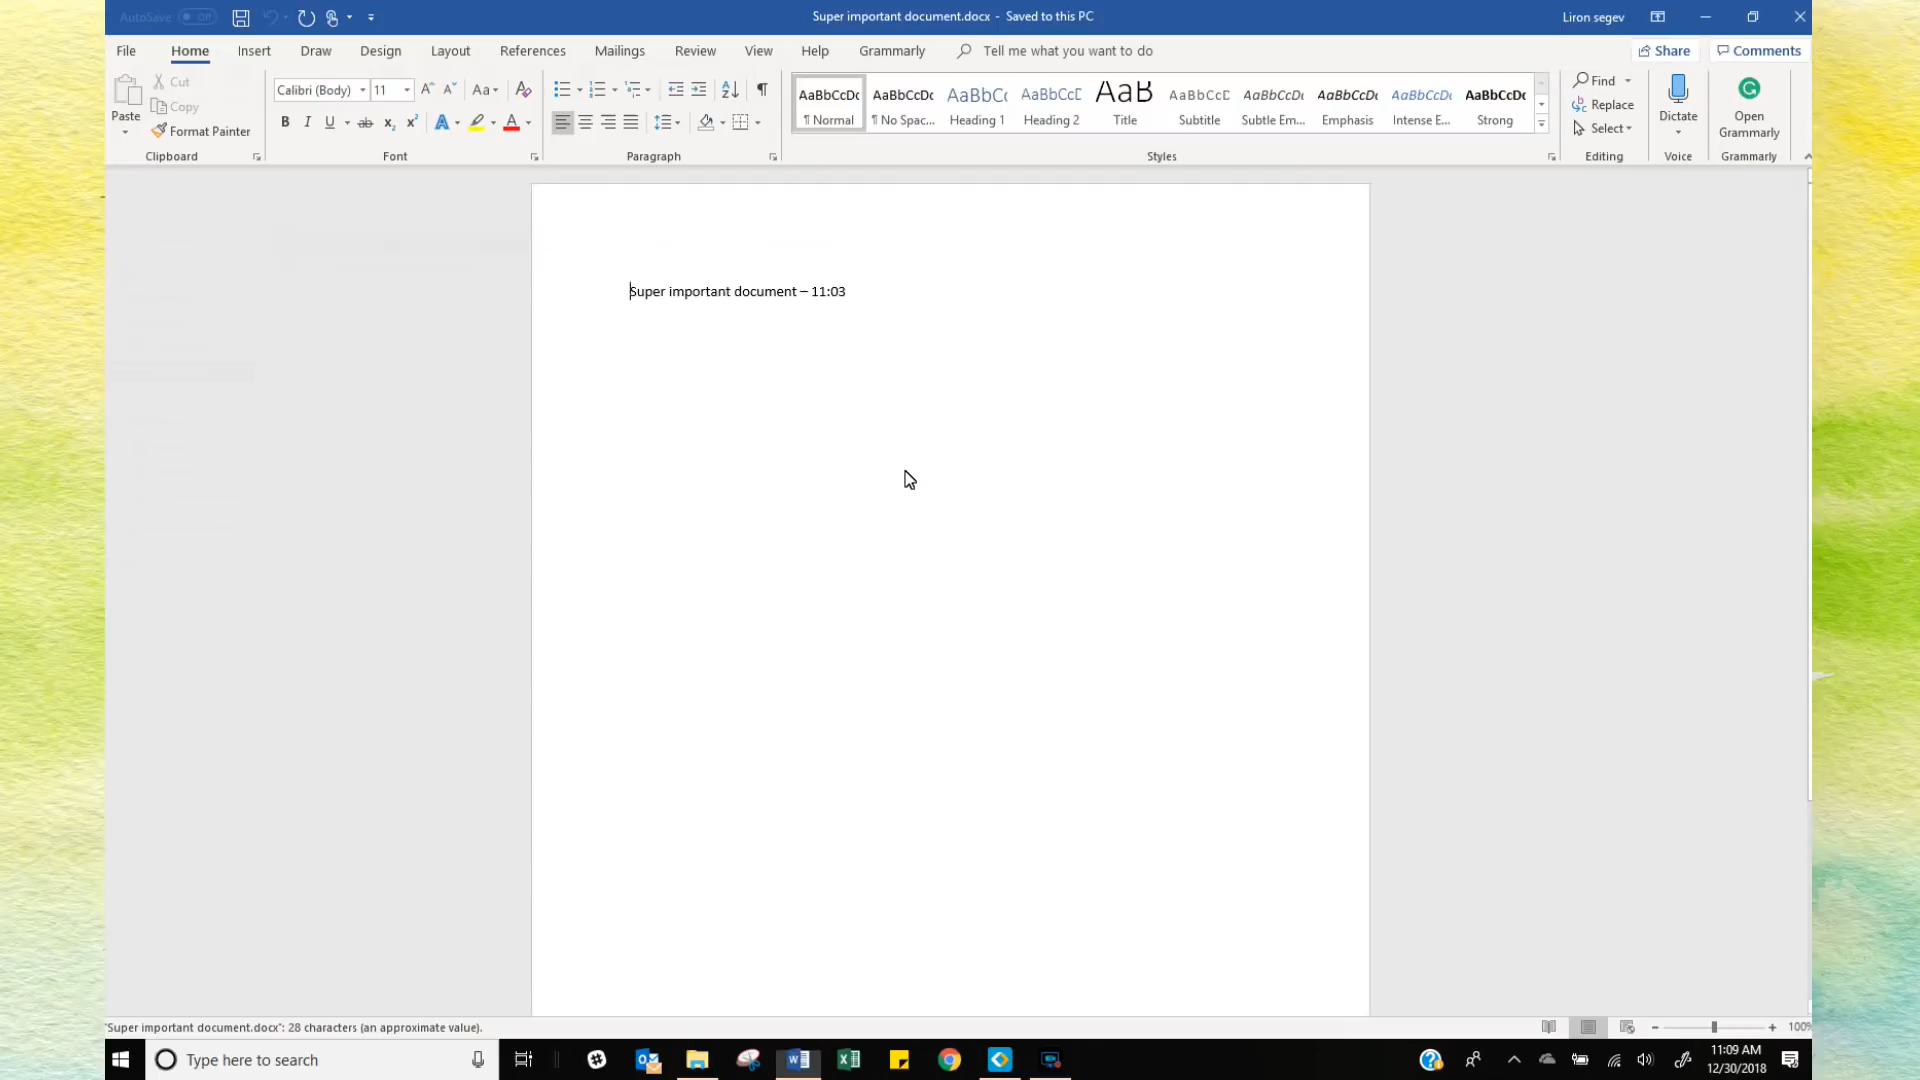 AutoSave Off
Super important document.docx - Saved to this PC
Liron segev
File Home Insert Draw Design Layout References Mailings Review View Help Grammarly Tell me what you want to do
Share Comments
Paste
Cut
Copy
Format Painter
Clipboard
Calibri (Body) 11
Font
Paragraph
AaBbCcDc AaBbCcDc AaBbCc AaBbCcD AaB AaBbCcD AaBbCcDc AaBbCcDc AaBbCcDc AaBbCcDc
¶ Normal ¶ No Spac... Heading 1 Heading 2 Title Subtitle Subtle Em... Emphasis Intense E... Strong
Styles
Find
Replace
Select
Editing
Dictate
Voice
Open
Grammarly
Grammarly
Super important document – 11:03
"Super important document.docx": 28 characters (an approximate value).
100%
Type here to search
11:09 AM
12/30/2018